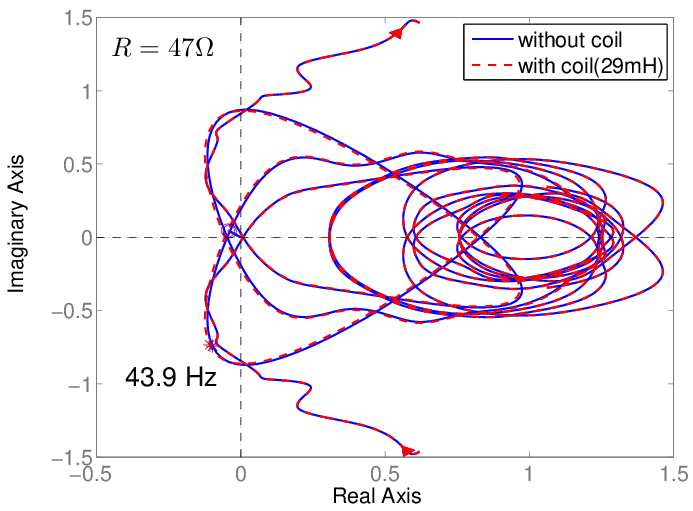 R = 47Ω
without coil
with coil(29mH)
1.5
1
0.5
0
−0.5
−1
−1.5
Imaginary Axis
43.9 Hz
−0.5
0
0.5
1
1.5
Real Axis